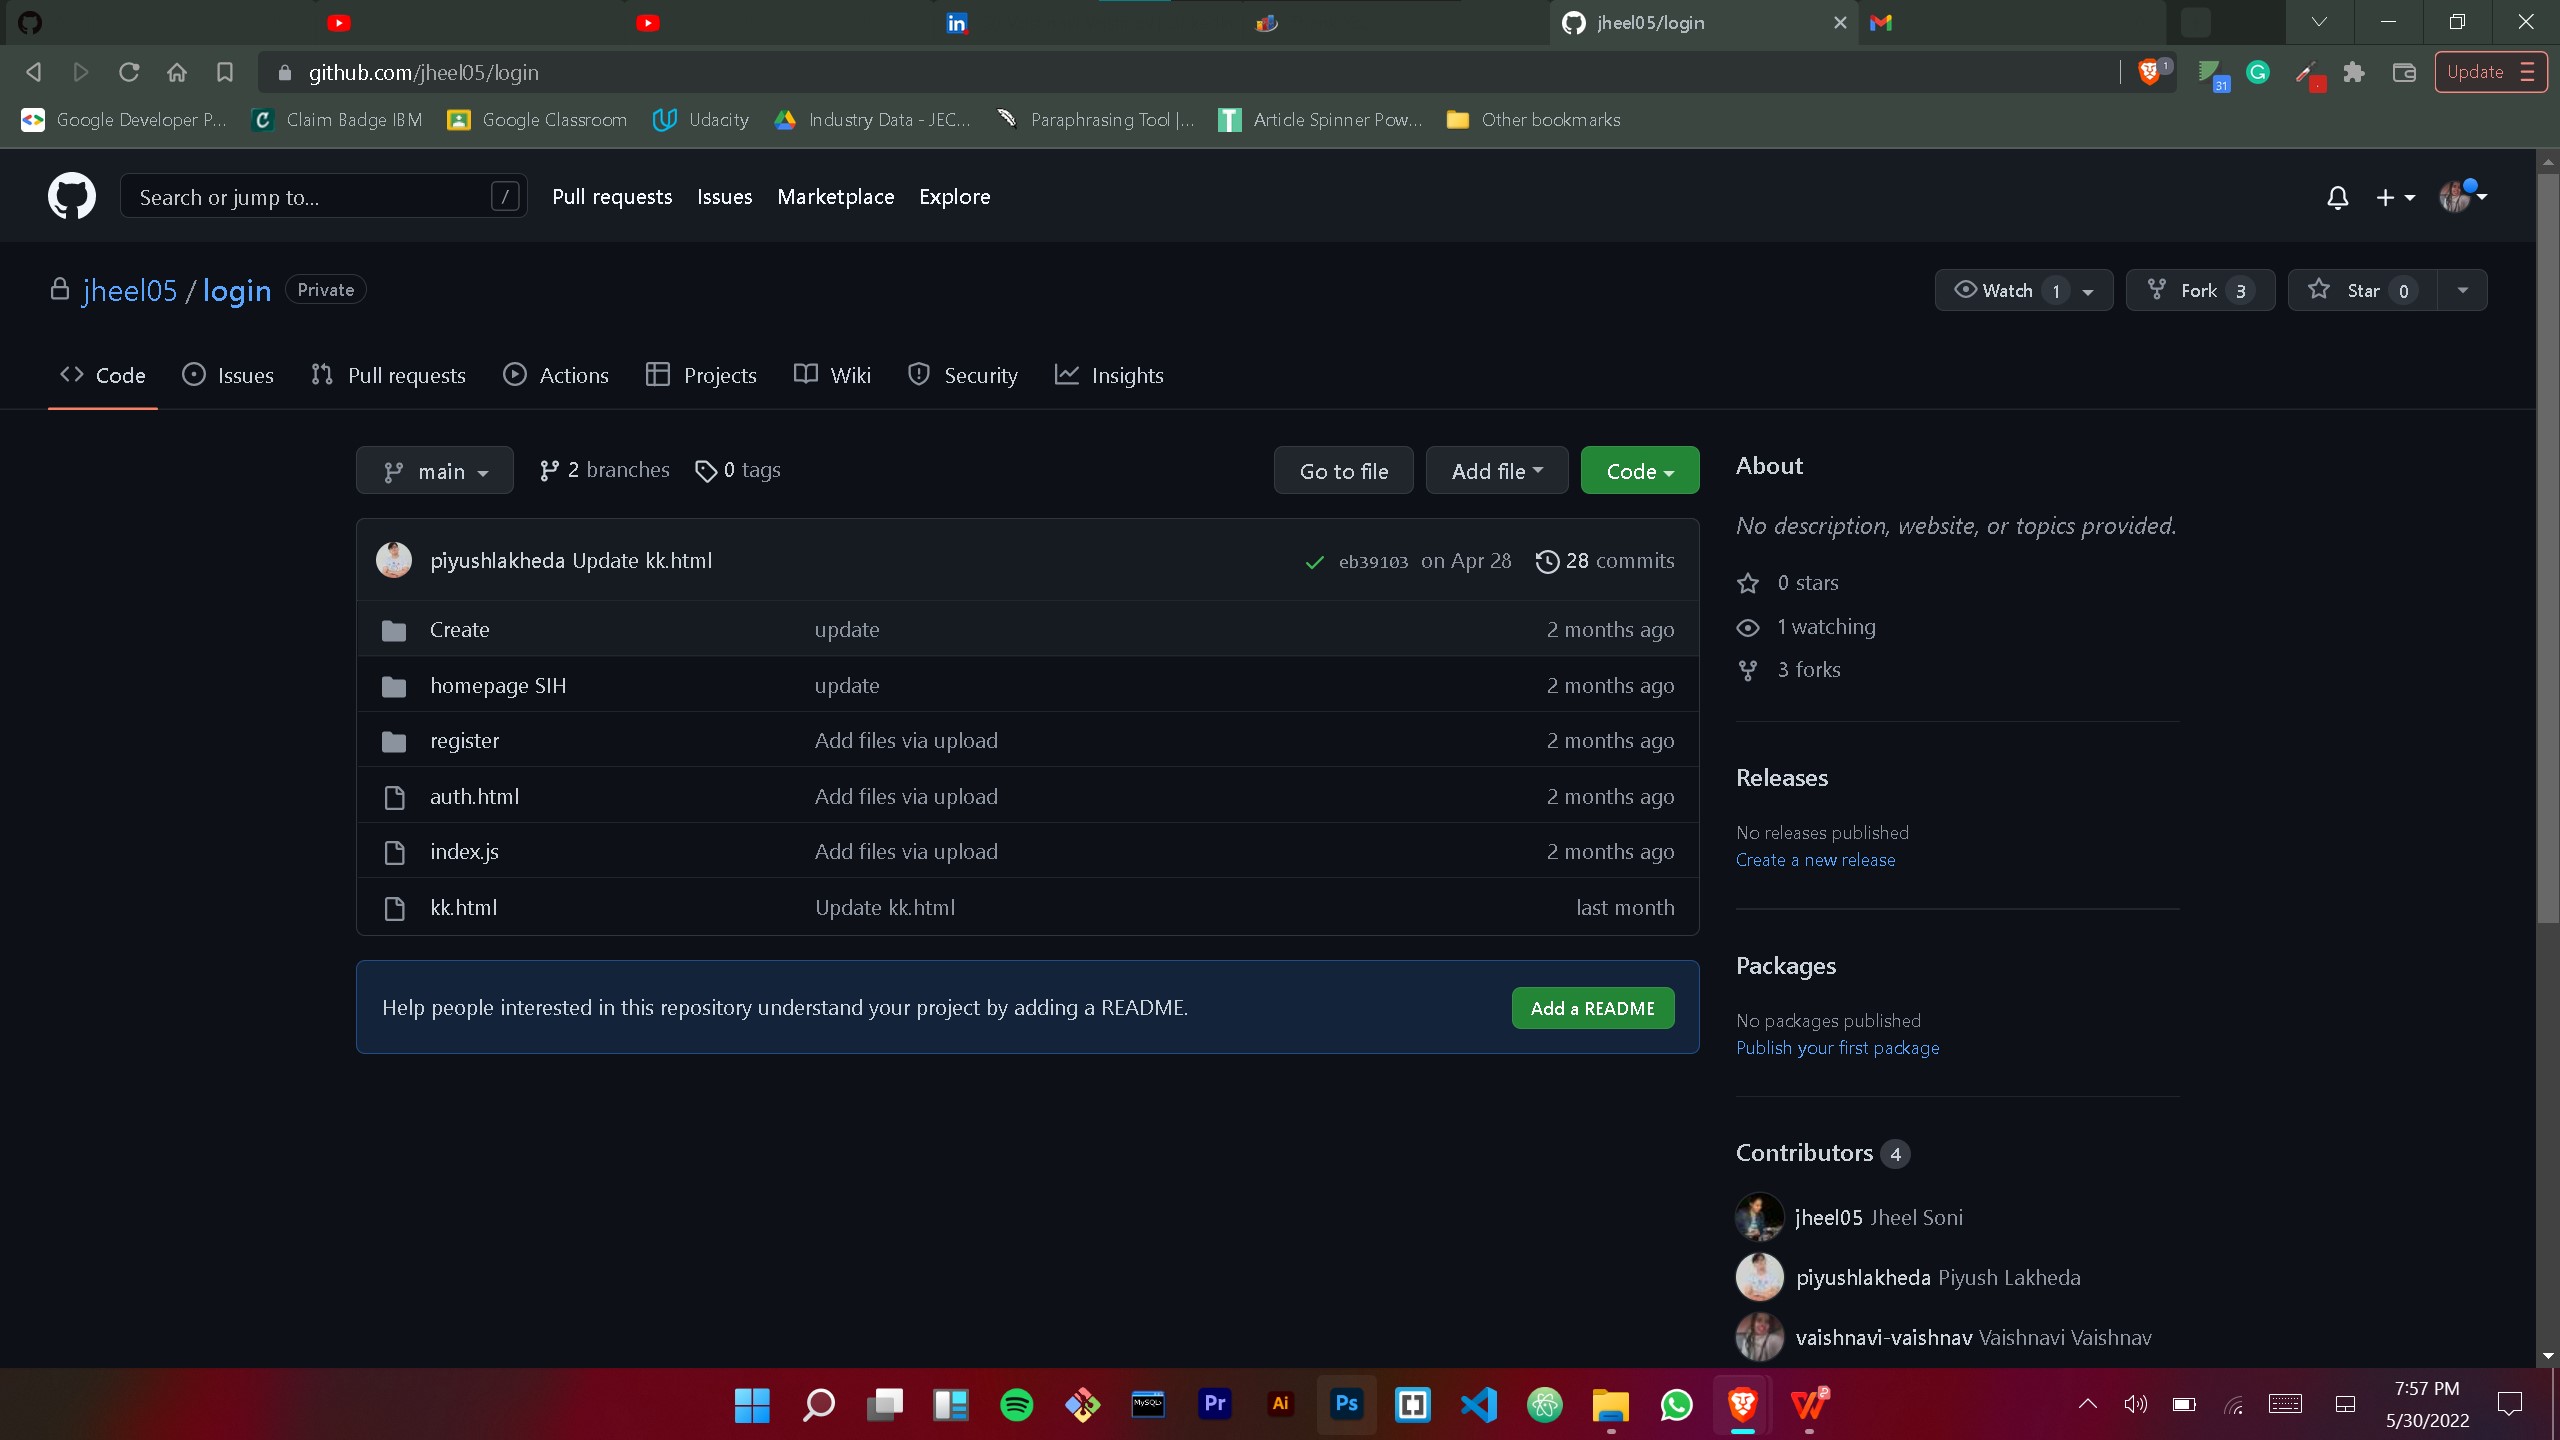 jheel05/login
github.com/jheel05/login
1
31
Update
Google Developer P...
Claim Badge IBM
Google Classroom
Udacity
Industry Data - JEC...
Paraphrasing Tool |...
Article Spinner Pow...
Other bookmarks
Search or jump to...
/
Pull requests
Issues
Marketplace
Explore
jheel05 / login
Private
Watch 1
Fork 3
Star 0
Code
Issues
Pull requests
Actions
Projects
Wiki
Security
Insights
main
2 branches
0 tags
Go to file
Add file
Code
piyushlakheda Update kk.html
eb39103 on Apr 28
28 commits
Create update 2 months ago
homepage SIH update 2 months ago
register Add files via upload 2 months ago
auth.html Add files via upload 2 months ago
index.js Add files via upload 2 months ago
kk.html Update kk.html last month
Help people interested in this repository understand your project by adding a README.
Add a README
About
No description, website, or topics provided.
0 stars
1 watching
3 forks
Releases
No releases published
Create a new release
Packages
No packages published
Publish your first package
Contributors 4
jheel05 Jheel Soni
piyushlakheda Piyush Lakheda
vaishnavi-vaishnav Vaishnavi Vaishnav
MySQL
Pr
Ai
Ps
7:57 PM
5/30/2022